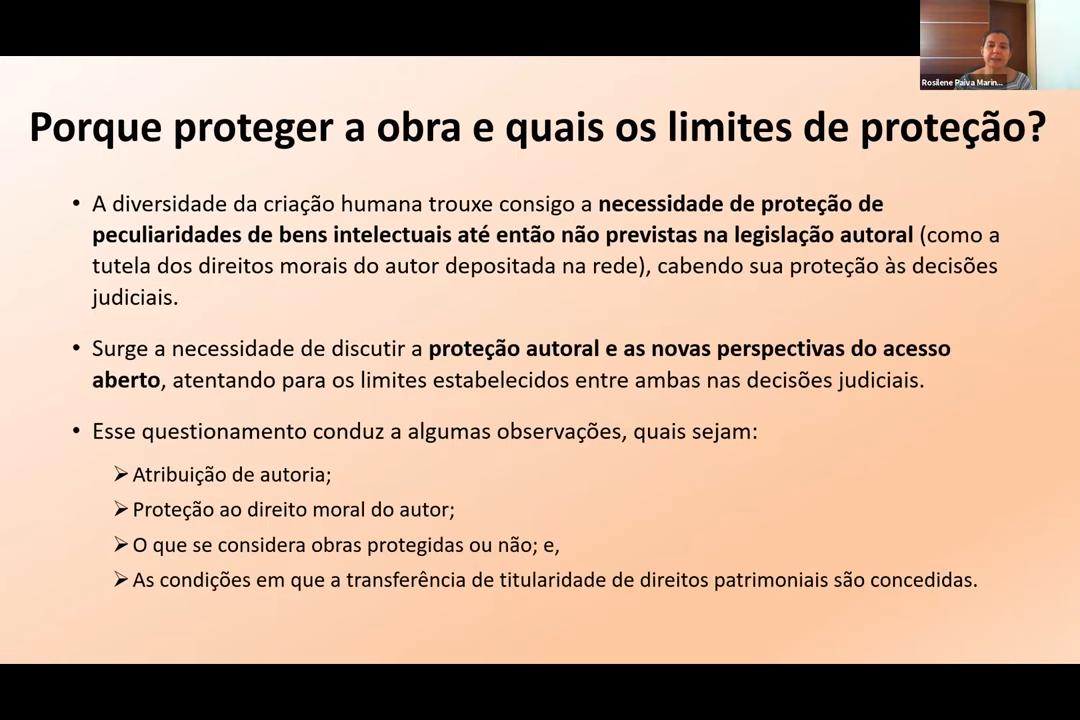 Rosilene Paiva Marin...
Porque proteger a obra e quais os limites de proteção?
• A diversidade da criação humana trouxe consigo a necessidade de proteção de
peculiaridades de bens intelectuais até então não previstas na legislação autoral (como a
tutela dos direitos morais do autor depositada na rede), cabendo sua proteção às decisões
judiciais.
• Surge a necessidade de discutir a proteção autoral e as novas perspectivas do acesso
aberto, atentando para os limites estabelecidos entre ambas nas decisões judiciais.
• Esse questionamento conduz a algumas observações, quais sejam:
➢ Atribuição de autoria;
➢ Proteção ao direito moral do autor;
➢ O que se considera obras protegidas ou não; e,
➢ As condições em que a transferência de titularidade de direitos patrimoniais são concedidas.